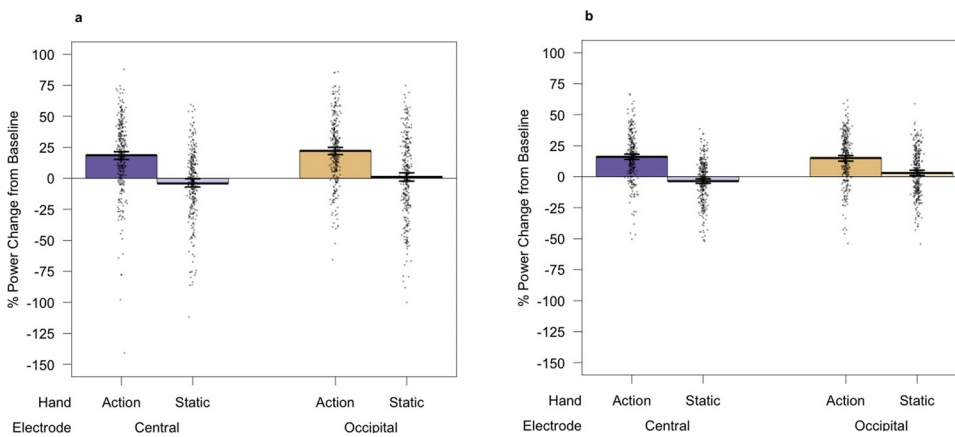 a
% Power Change from Baseline
100
75
50
25
0
-25
-50
-75
-100
-125
-150
Hand Action Static Action Static
Electrode Central Occipital
b
% Power Change from Baseline
100
75
50
25
0
-25
-50
-75
-100
-125
-150
Hand Action Static Action Static
Electrode Central Occipital